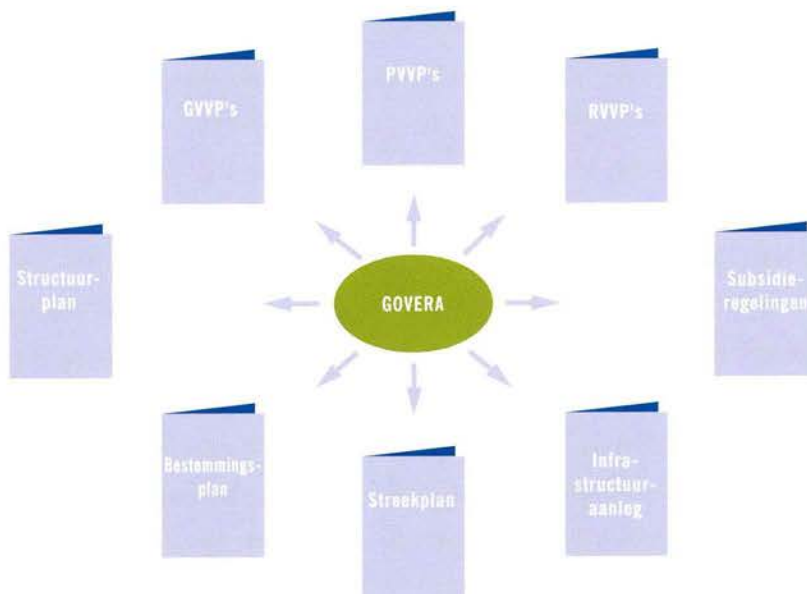 PVVP's
GVVP's
RVVP's
Structuur-
plan
GOVERA
Subsidie-
regelingen
Bestemmings-
plan
Streekplan
Infra-
structuur-
aanleg